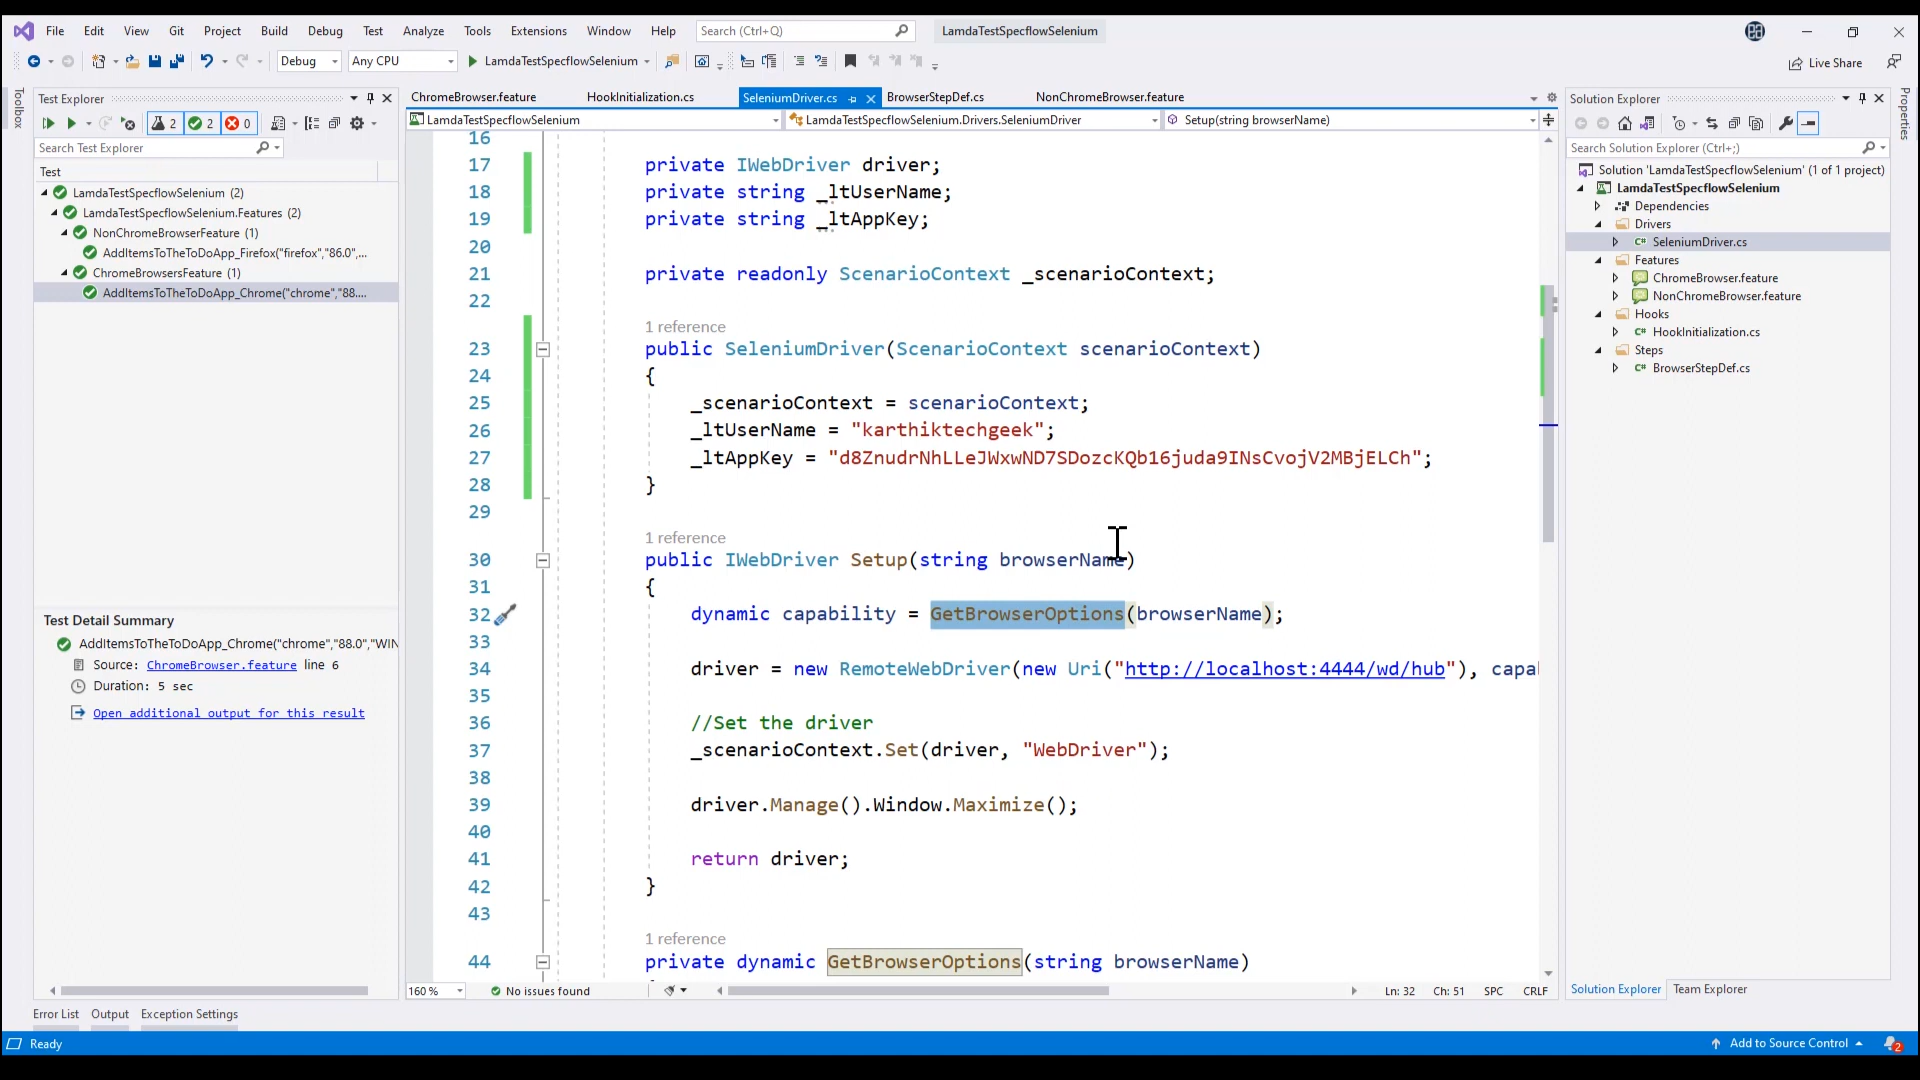 File Edit View Git Project Build Debug Test Analyze Tools Extensions Window Help Search (Ctrl+Q) LamdaTestSpecflowSelenium
Debug Any CPU LamdaTestSpecflowSelenium Live Share
Toolbox
Test Explorer
2 2 0
Search Test Explorer
Test
LamdaTestSpecflowSelenium (2)
LamdaTestSpecflowSelenium.Features (2)
NonChromeBrowserFeature (1)
AddItemsToTheToDoApp_Firefox("firefox","86.0",...
ChromeBrowsersFeature (1)
AddItemsToTheToDoApp_Chrome("chrome","88....
Test Detail Summary
AddItemsToTheToDoApp_Chrome("chrome","88.0","WIN
Source: ChromeBrowser.feature line 6
Duration: 5 sec
Open additional output for this result
ChromeBrowser.feature HookInitialization.cs SeleniumDriver.cs BrowserStepDef.cs NonChromeBrowser.feature
LamdaTestSpecflowSelenium LamdaTestSpecflowSelenium.Drivers.SeleniumDriver Setup(string browserName)
16
17 private IWebDriver driver;
18 private string _ltUserName;
19 private string _ltAppKey;
20
21 private readonly ScenarioContext _scenarioContext;
22
1 reference
23 public SeleniumDriver(ScenarioContext scenarioContext)
24 {
25 _scenarioContext = scenarioContext;
26 _ltUserName = "karthiktechgeek";
27 _ltAppKey = "d8ZnudrNhLLeJWxwND7SDozcKQb16juda9INsCvojV2MBjELCh";
28 }
29
1 reference
30 public IWebDriver Setup(string browserName)
31 {
32 dynamic capability = GetBrowserOptions(browserName);
33
34 driver = new RemoteWebDriver(new Uri("http://localhost:4444/wd/hub"), capa
35
36 //Set the driver
37 _scenarioContext.Set(driver, "WebDriver");
38
39 driver.Manage().Window.Maximize();
40
41 return driver;
42 }
43
1 reference
44 private dynamic GetBrowserOptions(string browserName)
160 % No issues found Ln: 32 Ch: 51 SPC CRLF
Solution Explorer
Search Solution Explorer (Ctrl+;)
Solution 'LamdaTestSpecflowSelenium' (1 of 1 project)
LamdaTestSpecflowSelenium
Dependencies
Drivers
C# SeleniumDriver.cs
Features
ChromeBrowser.feature
NonChromeBrowser.feature
Hooks
C# HookInitialization.cs
Steps
C# BrowserStepDef.cs
Solution Explorer Team Explorer
Properties
Error List Output Exception Settings
Ready Add to Source Control 2